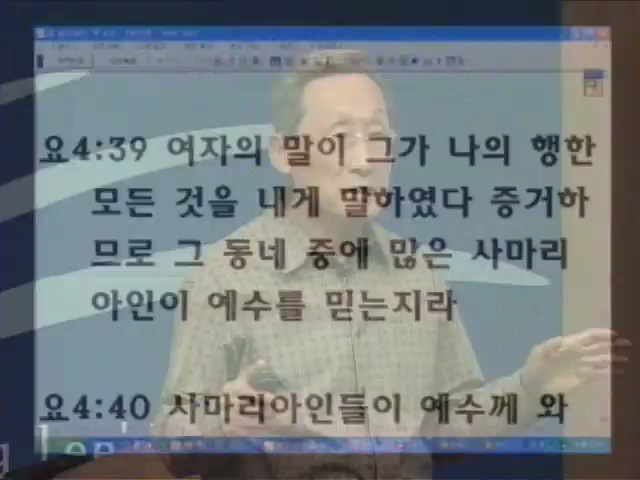 요4:39 여자의 말이 그가 나의 행한
모든 것을 내게 말하였다 증거하
므로 그 동네 중에 많은 사마리
아인이 예수를 믿는지라
요4:40 사마리아인들이 예수께 와